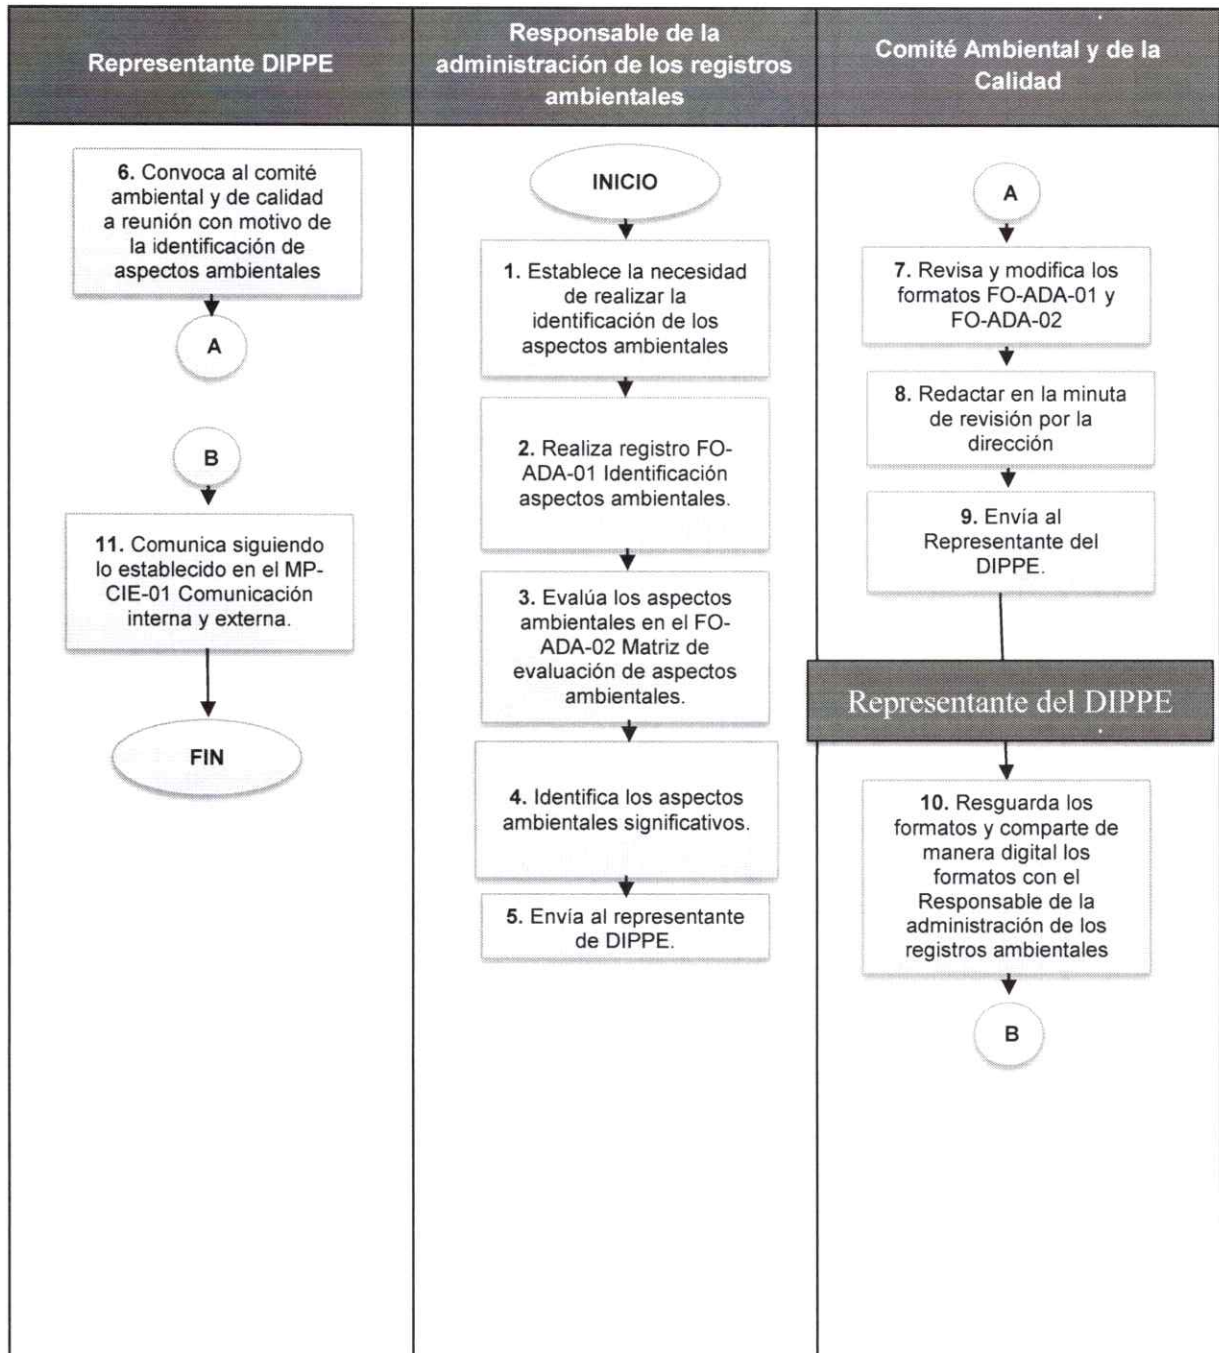 Representante DIPPE
Responsable de la
administración de los registros
ambientales
Comité Ambiental y de la
Calidad
6. Convoca al comité
ambiental y de calidad
a reunión con motivo de
la identificación de
aspectos ambientales
A
B
11. Comunica siguiendo
lo establecido en el MP-
CIE-01 Comunicación
interna y externa.
FIN
INICIO
1. Establece la necesidad
de realizar la
identificación de los
aspectos ambientales
2. Realiza registro FO-
ADA-01 Identificación
aspectos ambientales.
3. Evalúa los aspectos
ambientales en el FO-
ADA-02 Matriz de
evaluación de aspectos
ambientales.
4. Identifica los aspectos
ambientales significativos.
5. Envía al representante
de DIPPE.
A
7. Revisa y modifica los
formatos FO-ADA-01 y
FO-ADA-02
8. Redactar en la minuta
de revisión por la
dirección
9. Envía al
Representante del
DIPPE.
Representante del DIPPE
10. Resguarda los
formatos y comparte de
manera digital los
formatos con el
Responsable de la
administración de los
registros ambientales
B